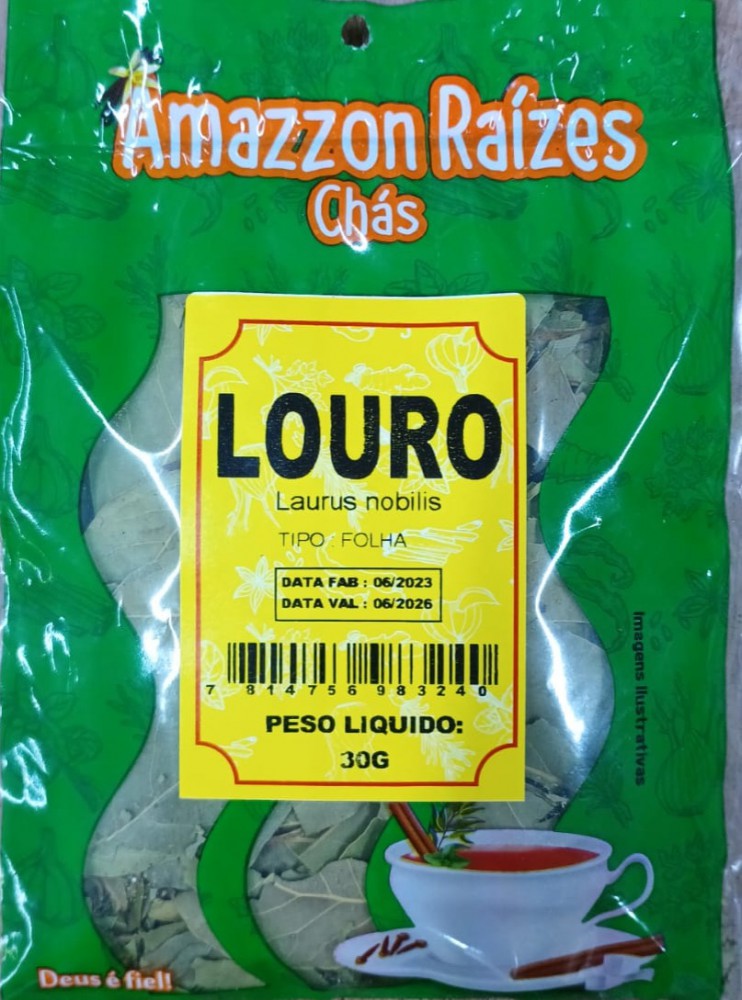 Amazzon Raízes
Chás
LOURO
Laurus nobilis
TIPO : FOLHA
DATA FAB : 06/2023
DATA VAL : 06/2026
7 814756 983240
PESO LIQUIDO:
30G
Imagens Ilustrativas
Deus é fiel!